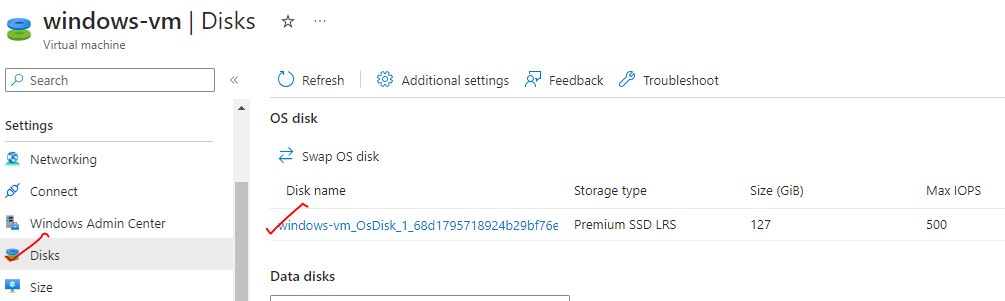 windows-vm | Disks
Virtual machine
Search
Refresh
Additional settings
Feedback
Troubleshoot
Settings
Networking
Connect
Windows Admin Center
Disks
Size
OS disk
Swap OS disk
Disk name Storage type Size (GiB) Max IOPS
windows-vm_OsDisk_1_68d1795718924b29bf76e Premium SSD LRS 127 500
Data disks